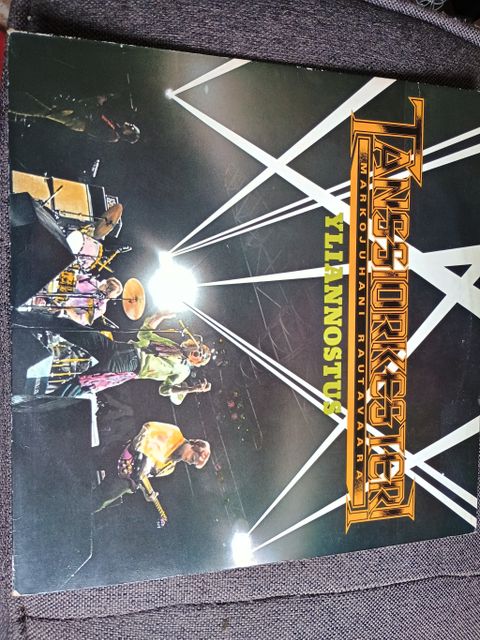 TANSSIORKESTERI
MARKOJUHANI RAUTAVAARA
YLIANNOSTUS